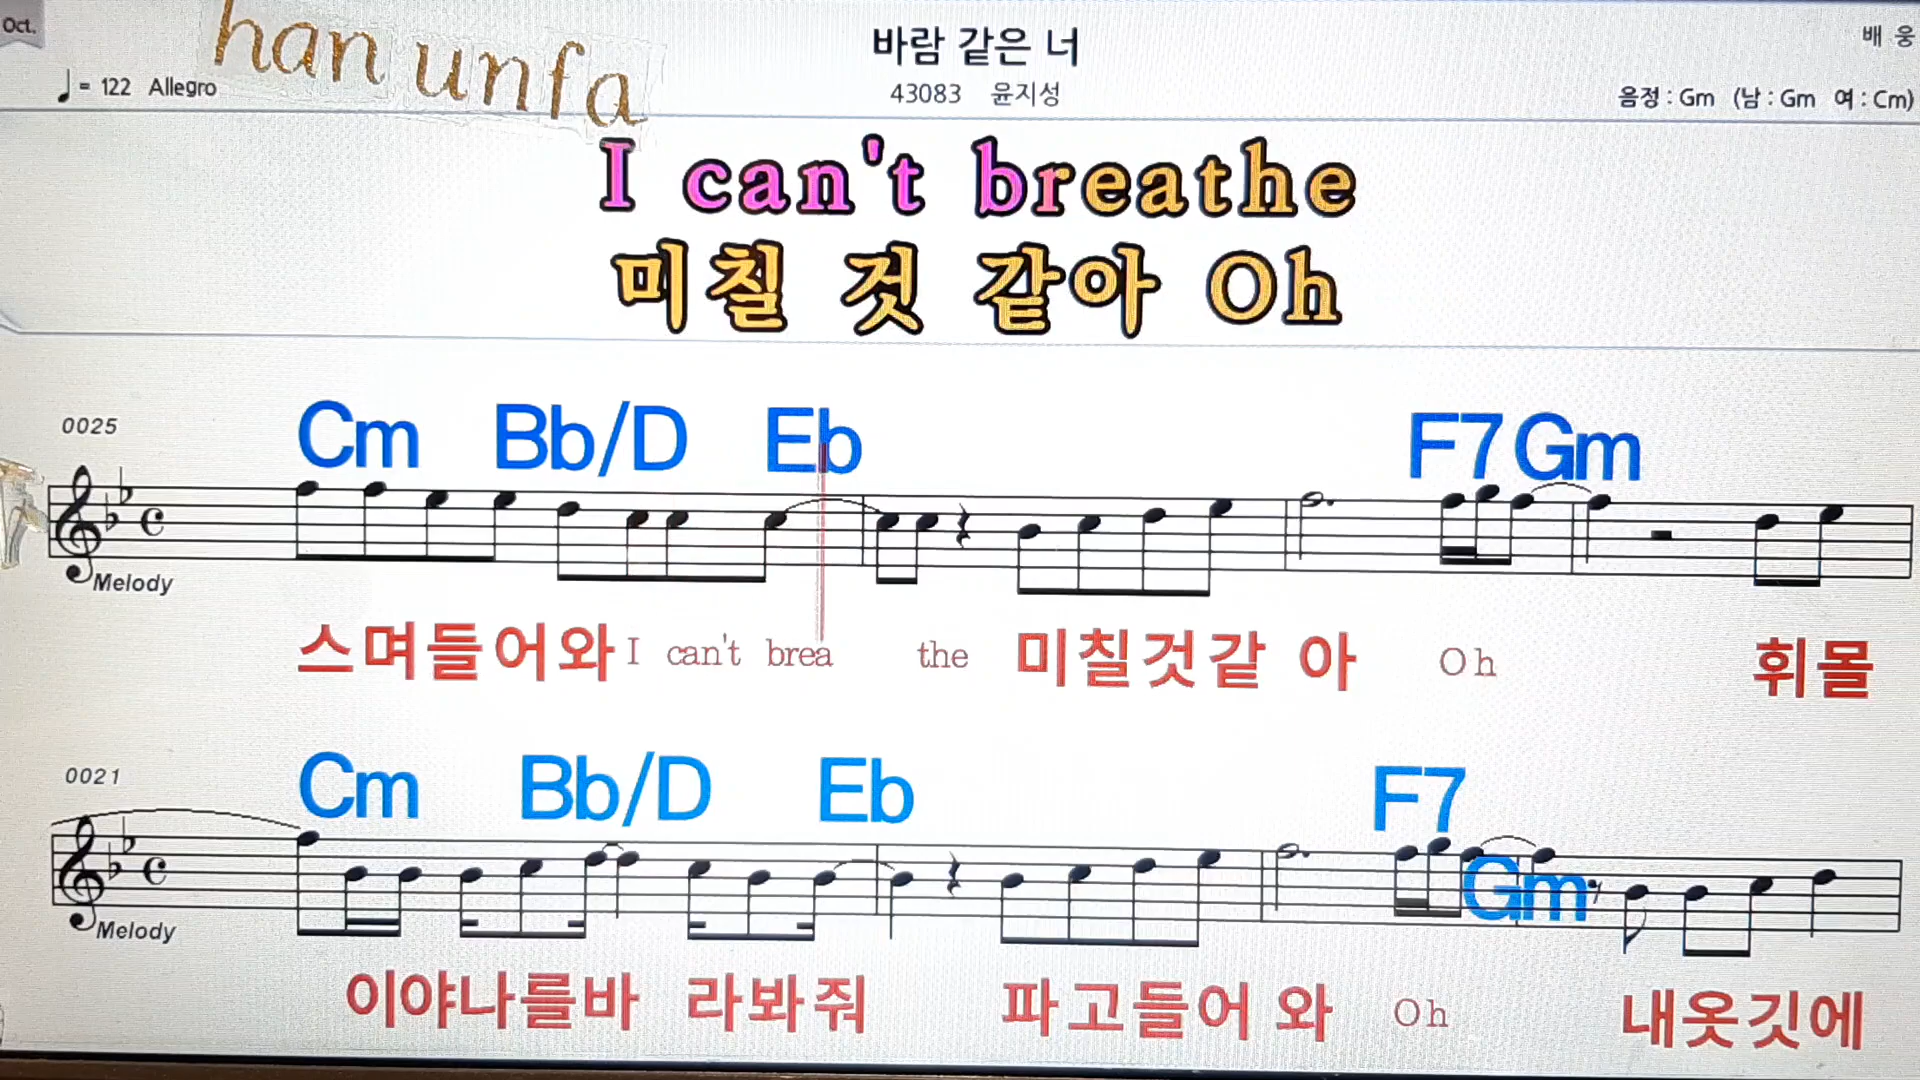 Oct.
han unfa
바람 같은 너
배 웅
♩= 122 Allegro
43083 윤지성
음정 : Gm (남 : Gm 여 : Cm)
I can't breathe
미칠 것 같아 Oh
0025
Cm Bb/D Eb F7 Gm
Melody
스며들어와 I can't brea the 미칠것같 아 Oh 휘몰
0021
Cm Bb/D Eb F7 Gm
Melody
이야나를바 라봐줘 파고들어 와 Oh 내옷깃에